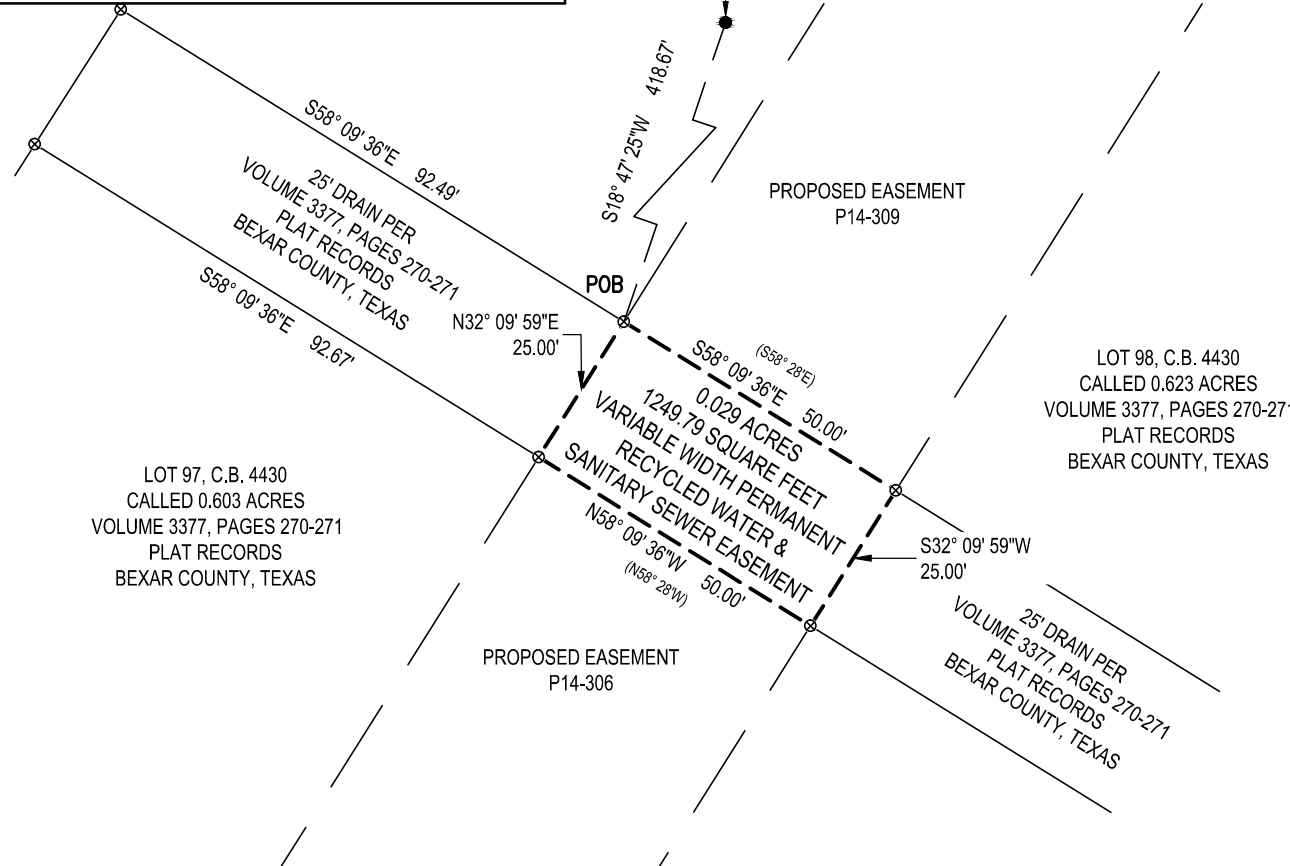 S18° 47' 25"W 418.67'
S58° 09' 36"E 92.49'
25' DRAIN PER
VOLUME 3377, PAGES 270-271
PLAT RECORDS
BEXAR COUNTY, TEXAS
S58° 09' 36"E 92.67'
PROPOSED EASEMENT
P14-309
POB
N32° 09' 59"E
25.00'
(S58° 28'E)
S58° 09' 36"E 50.00'
0.029 ACRES
1249.79 SQUARE FEET
VARIABLE WIDTH PERMANENT
RECYCLED WATER &
SANITARY SEWER EASEMENT
N58° 09' 36"W 50.00'
(N58° 28'W)
LOT 98, C.B. 4430
CALLED 0.623 ACRES
VOLUME 3377, PAGES 270-271
PLAT RECORDS
BEXAR COUNTY, TEXAS
LOT 97, C.B. 4430
CALLED 0.603 ACRES
VOLUME 3377, PAGES 270-271
PLAT RECORDS
BEXAR COUNTY, TEXAS
S32° 09' 59"W
25.00'
PROPOSED EASEMENT
P14-306
25' DRAIN PER
VOLUME 3377, PAGES 270-271
PLAT RECORDS
BEXAR COUNTY, TEXAS